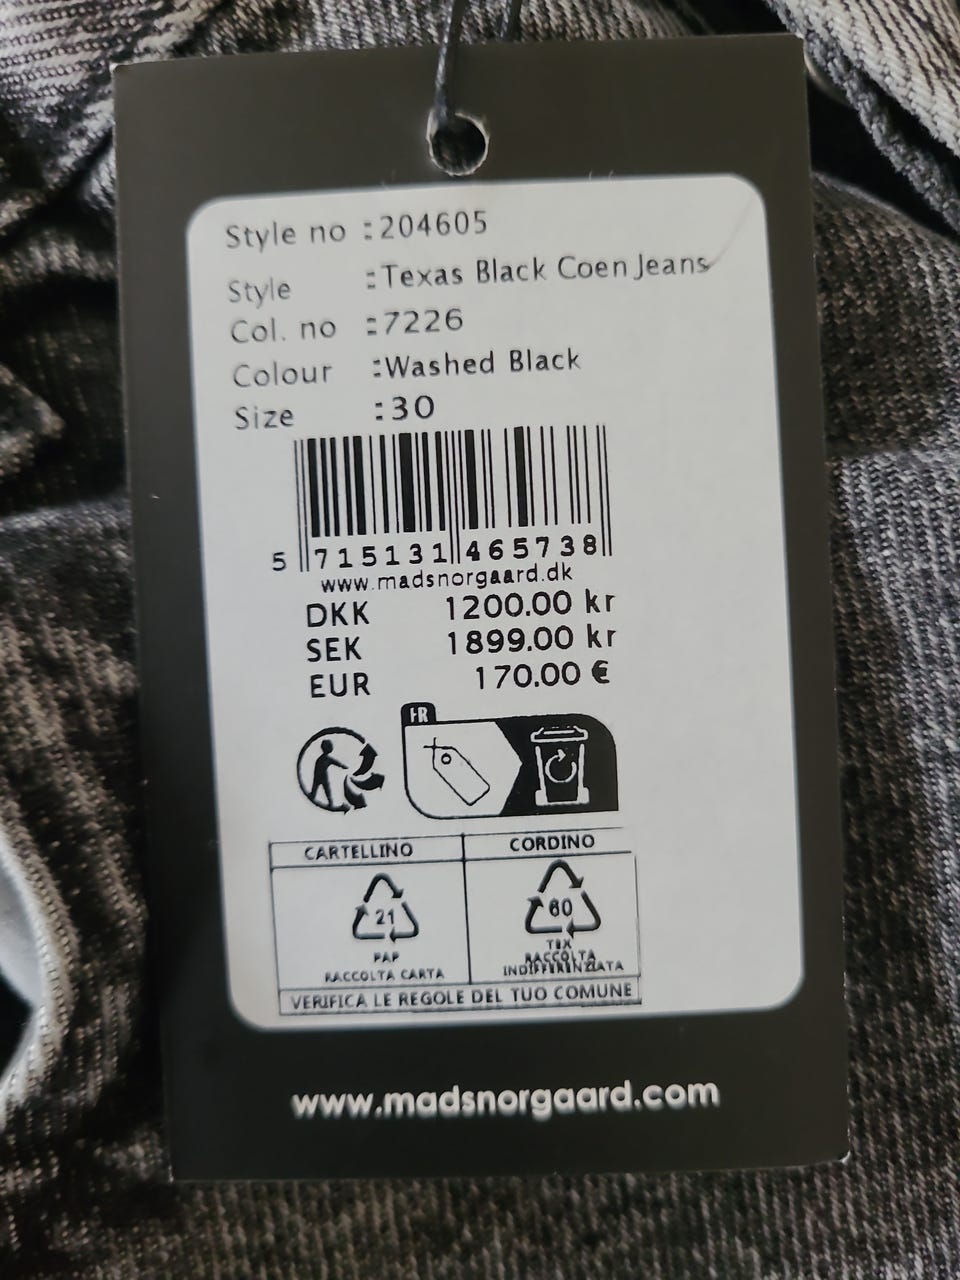 Style no :204605
Style :Texas Black Coen Jeans
Col. no :7226
Colour :Washed Black
Size :30
5 715131 465738
www.madsnorgaard.dk
DKK 1200.00 kr
SEK 1899.00 kr
EUR 170.00 €
FR
CARTELLINO CORDINO
21 60
PAP TEX
RACCOLTA CARTA RACCOLTA INDIFFERENZIATA
VERIFICA LE REGOLE DEL TUO COMUNE
www.madsnorgaard.com